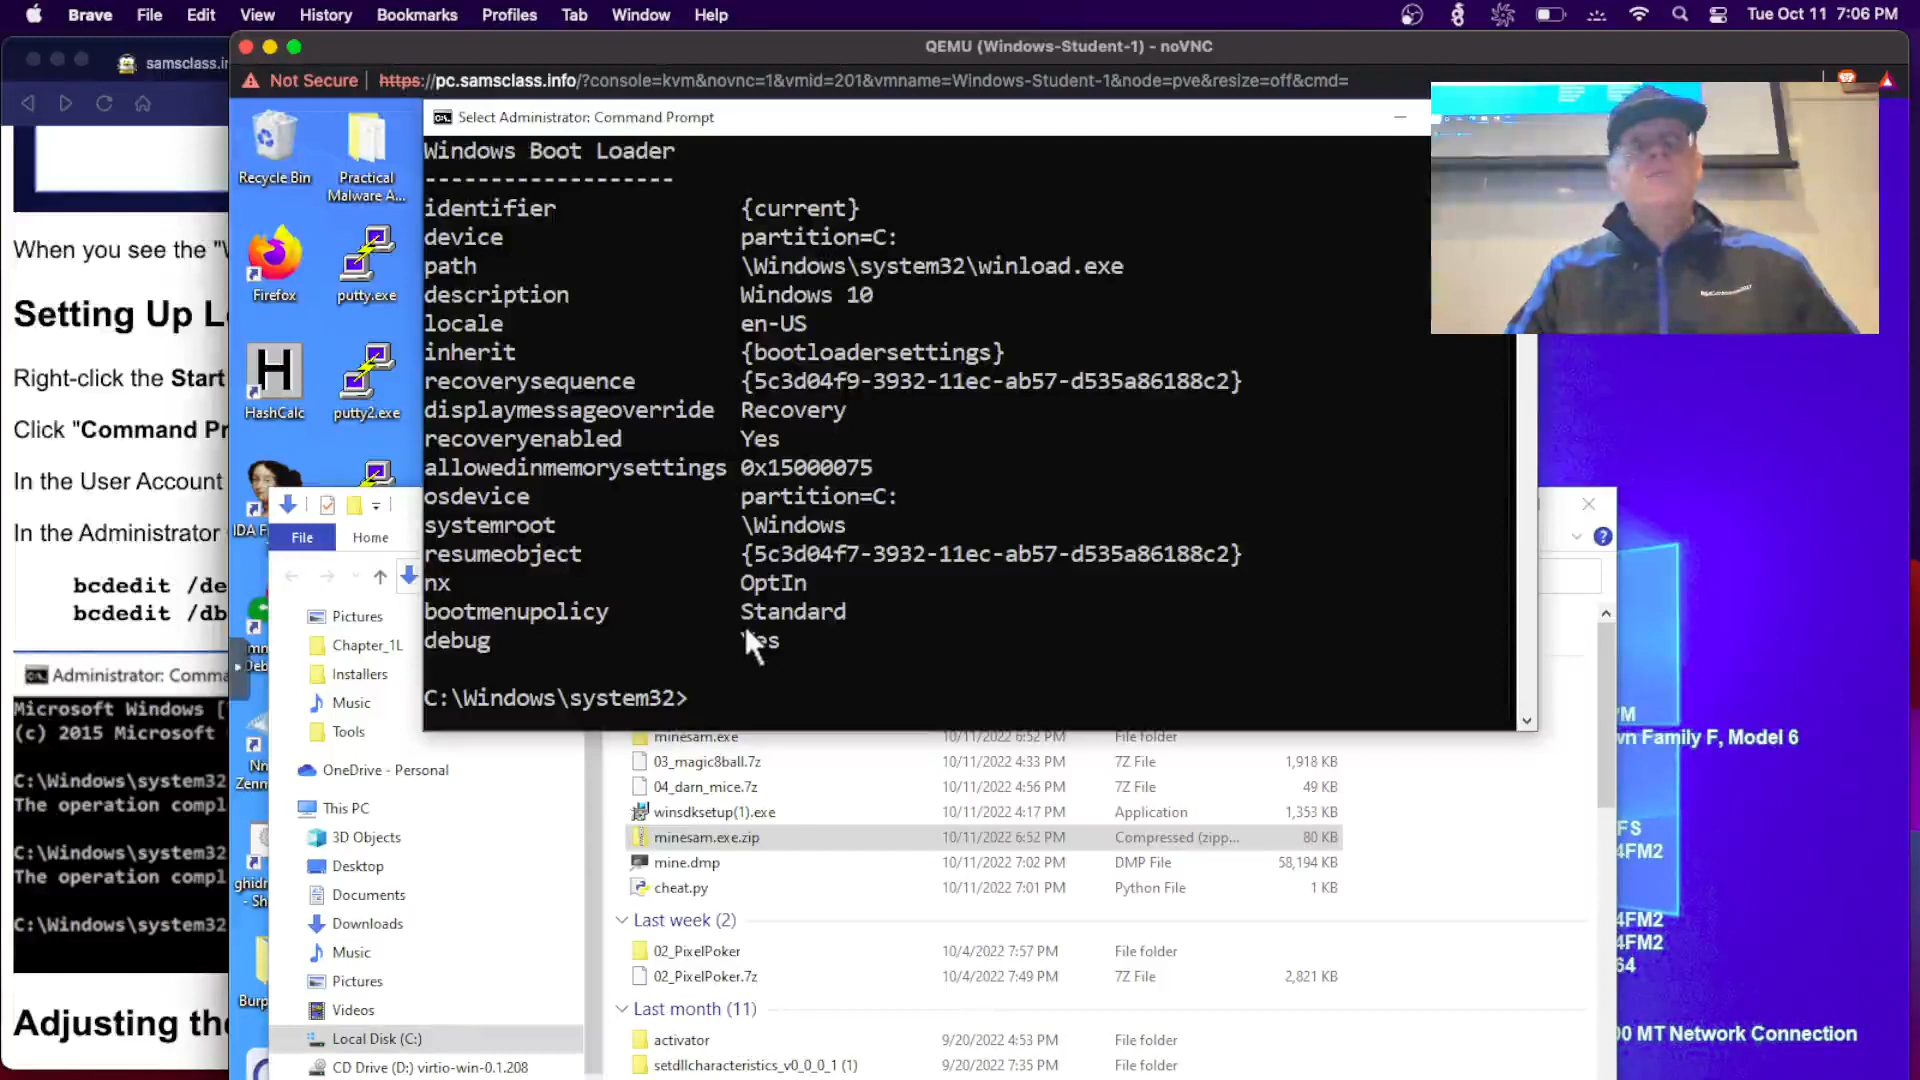 Brave File Edit View History Bookmarks Profiles Tab Window Help
Tue Oct 11 7:06 PM
samsclass.in
QEMU (Windows-Student-1) - noVNC
Not Secure https://pc.samsclass.info/?console=kvm&novnc=1&vmid=201&vmname=Windows-Student-1&node=pve&resize=off&cmd=
When you see the "
Setting Up L
Right-click the Start
Click "Command Pr
In the User Account
In the Administrator
bcdedit /de
bcdedit /db
Administrator: Comma
Microsoft Windows [
(c) 2015 Microsoft
C:\Windows\system32
The operation compl
C:\Windows\system32
The operation compl
C:\Windows\system32
Adjusting the
Recycle Bin
Practical
Malware A...
Firefox
putty.exe
HashCalc
putty2.exe
IDA F
Deb
Zenm
ghidr
- Sh
Burp
Select Administrator: Command Prompt
Windows Boot Loader
-------------------
identifier {current}
device partition=C:
path \Windows\system32\winload.exe
description Windows 10
locale en-US
inherit {bootloadersettings}
recoverysequence {5c3d04f9-3932-11ec-ab57-d535a86188c2}
displaymessageoverride Recovery
recoveryenabled Yes
allowedinmemorysettings 0x15000075
osdevice partition=C:
systemroot \Windows
resumeobject {5c3d04f7-3932-11ec-ab57-d535a86188c2}
nx OptIn
bootmenupolicy Standard
debug Yes
C:\Windows\system32>
File Home
Pictures
Chapter_1L
Installers
Music
Tools
OneDrive - Personal
This PC
3D Objects
Desktop
Documents
Downloads
Music
Pictures
Videos
Local Disk (C:)
CD Drive (D:) virtio-win-0.1.208
minesam.exe 10/11/2022 6:52 PM File folder
03_magic8ball.7z 10/11/2022 4:33 PM 7Z File 1,918 KB
04_darn_mice.7z 10/11/2022 4:56 PM 7Z File 49 KB
winsdksetup(1).exe 10/11/2022 4:17 PM Application 1,353 KB
minesam.exe.zip 10/11/2022 6:52 PM Compressed (zipp... 80 KB
mine.dmp 10/11/2022 7:02 PM DMP File 58,194 KB
cheat.py 10/11/2022 7:01 PM Python File 1 KB
Last week (2)
02_PixelPoker 10/4/2022 7:57 PM File folder
02_PixelPoker.7z 10/4/2022 7:49 PM 7Z File 2,821 KB
Last month (11)
activator 9/20/2022 4:53 PM File folder
setdllcharacteristics_v0_0_0_1 (1) 9/20/2022 7:35 PM File folder
/M
wn Family F, Model 6
FS
4FM2
4FM2
4FM2
64
00 MT Network Connection